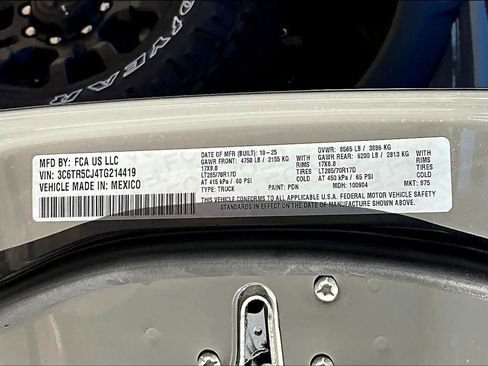 GOODYEAR
MFD BY: FCA US LLC
VIN: 3C6TR5CJ4TG214419
VEHICLE MADE IN: MEXICO
DATE OF MFR (BUILT): 10-25
GAWR FRONT: 4750 LB / 2155 KG WITH
17X8.0 RIMS
LT285/70R17D TIRES
AT 415 kPa / 60 PSI COLD
TYPE: TRUCK PAINT: PDN
GVWR: 8565 LB / 3886 KG
GAWR REAR: 6200 LB / 2813 KG WITH
17X8.0 RIMS
LT285/70R17D TIRES
AT 450 kPa / 65 PSI COLD
MDH: 100904 MKT: 875
THIS VEHICLE CONFORMS TO ALL APPLICABLE U.S.A. FEDERAL MOTOR VEHICLE SAFETY
STANDARDS IN EFFECT ON THE DATE OF MANUFACTURE SHOWN ABOVE.